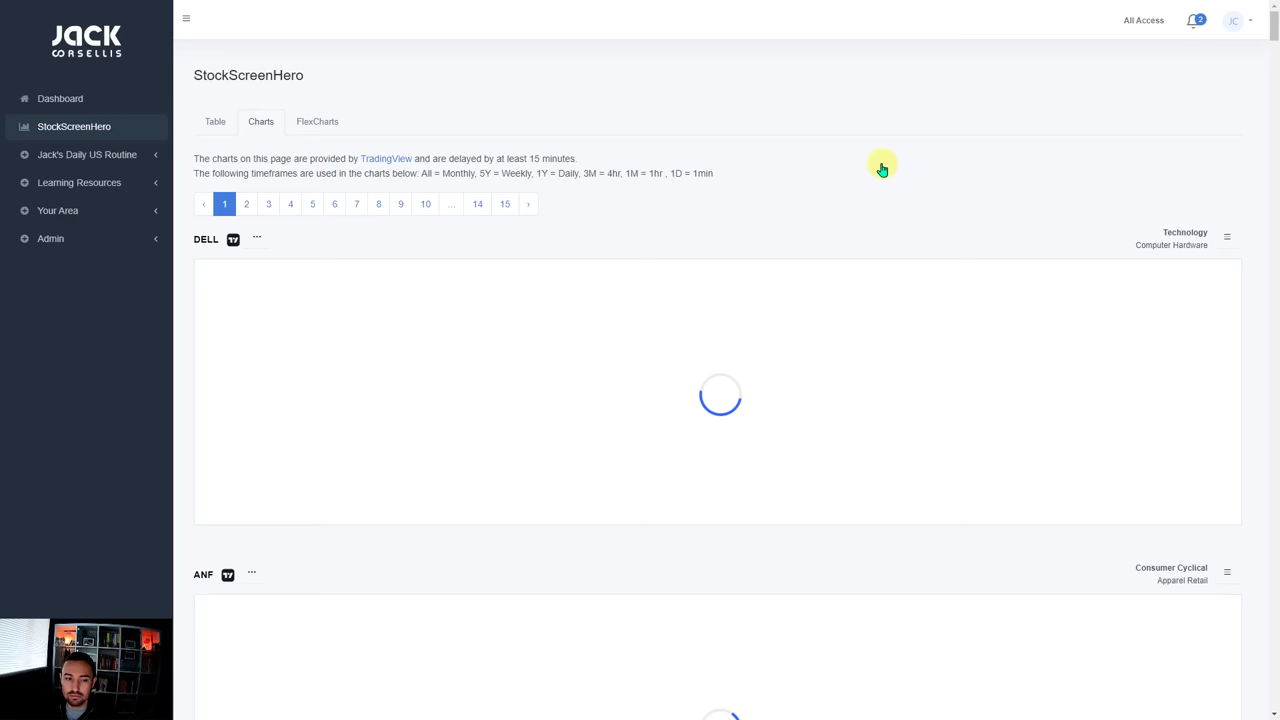 JACK
CORSELLIS
All Access
2
JC
Dashboard
StockScreenHero
Jack's Daily US Routine
Learning Resources
Your Area
Admin
StockScreenHero
Table Charts FlexCharts
The charts on this page are provided by TradingView and are delayed by at least 15 minutes.
The following timeframes are used in the charts below: All = Monthly, 5Y = Weekly, 1Y = Daily, 3M = 4hr, 1M = 1hr , 1D = 1min
‹ 1 2 3 4 5 6 7 8 9 10 ... 14 15 ›
DELL ...
Technology
Computer Hardware
ANF ...
Consumer Cyclical
Apparel Retail